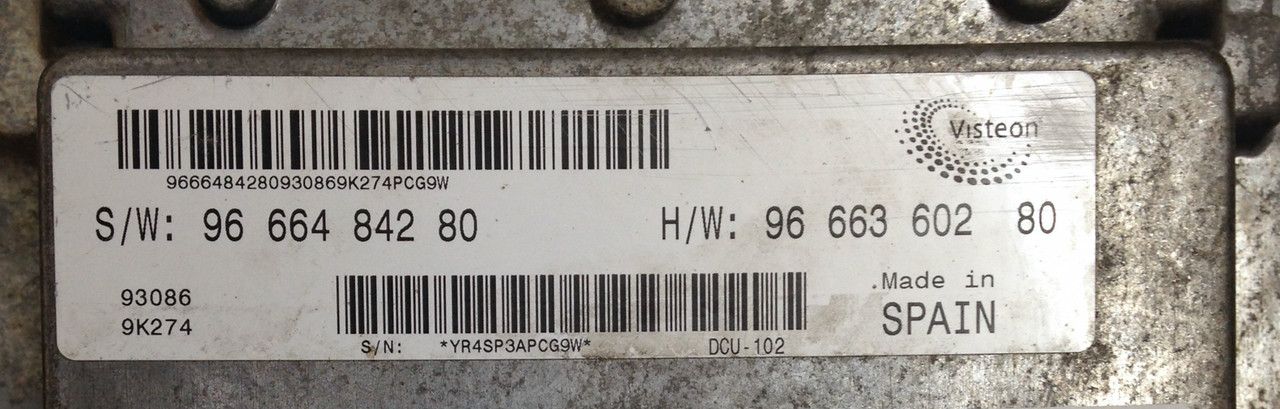 Visteon
9666484280930869K274PCG9W
S/W: 96 664 842 80 H/W: 96 663 602 80
93086
9K274
.Made in
SPAIN
S/N: *YR4SP3APCG9W* DCU-102